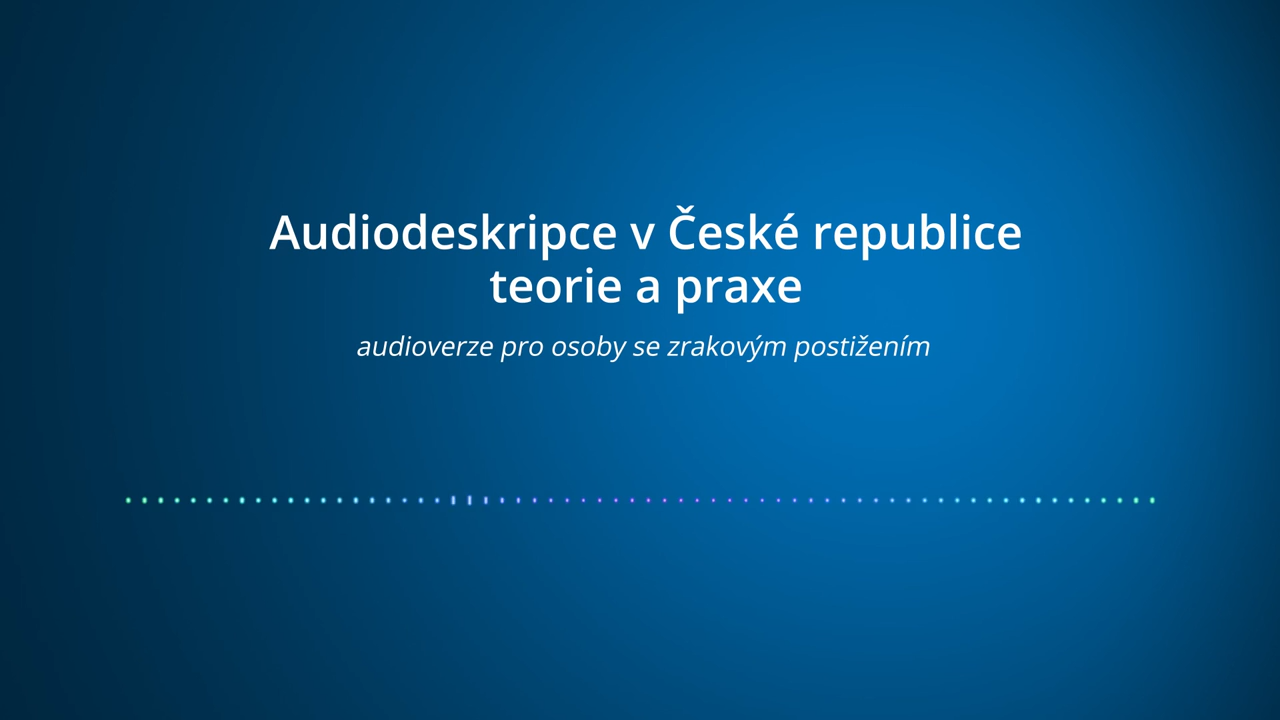 Audiodeskripce v České republice
teorie a praxe
audioverze pro osoby se zrakovým postižením